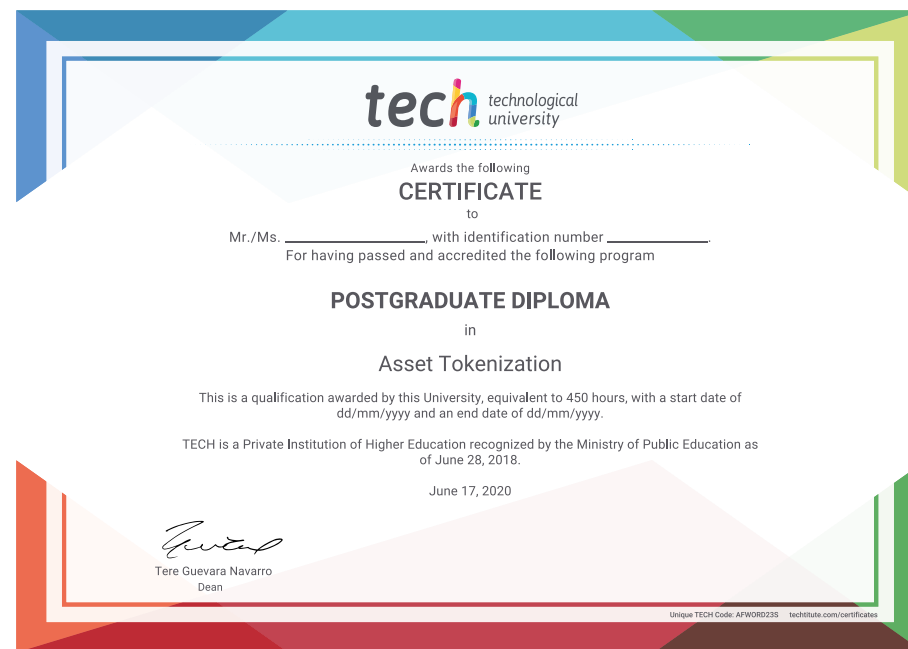 tech technological
university
Awards the following
CERTIFICATE
to
Mr./Ms. ____________________, with identification number ______________.
For having passed and accredited the following program
POSTGRADUATE DIPLOMA
in
Asset Tokenization
This is a qualification awarded by this University, equivalent to 450 hours, with a start date of
dd/mm/yyyy and an end date of dd/mm/yyyy.
TECH is a Private Institution of Higher Education recognized by the Ministry of Public Education as
of June 28, 2018.
June 17, 2020
Tere Guevara Navarro
Dean
Unique TECH Code: AFWORD23S techtitute.com/certificates